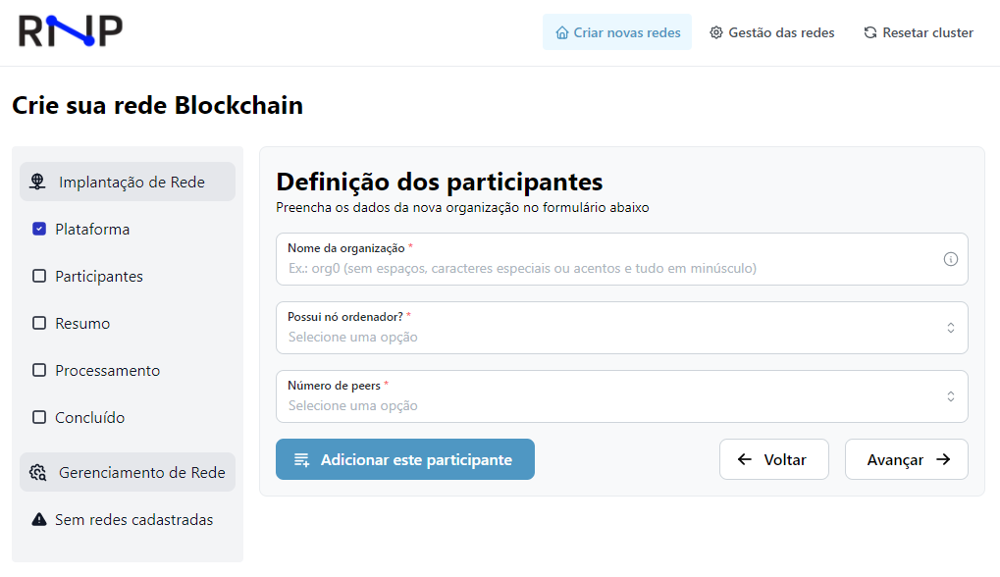 RNP
Criar novas redes
Gestão das redes
Resetar cluster
Crie sua rede Blockchain
Implantação de Rede
Plataforma
Participantes
Resumo
Processamento
Concluído
Gerenciamento de Rede
Sem redes cadastradas
Definição dos participantes
Preencha os dados da nova organização no formulário abaixo
Nome da organização *
Ex.: org0 (sem espaços, caracteres especiais ou acentos e tudo em minúsculo)
Possui nó ordenador? *
Selecione uma opção
Número de peers *
Selecione uma opção
Adicionar este participante
Voltar
Avançar